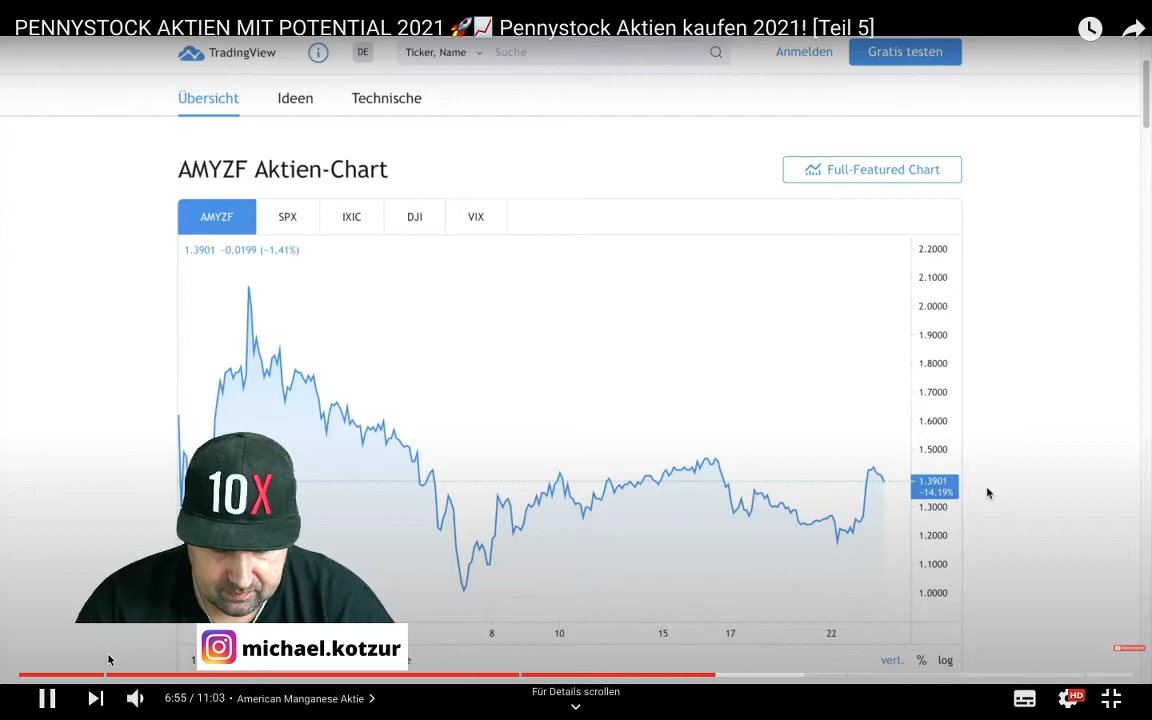 PENNYSTOCK AKTIEN MIT POTENTIAL 2021 🚀📈 Pennystock Aktien kaufen 2021! [Teil 5]
TradingView DE Ticker, Name Suche Anmelden Gratis testen
Übersicht Ideen Technische
AMYZF Aktien-Chart Full-Featured Chart
AMYZF SPX IXIC DJI VIX
1.3901 −0.0199 (−1.41%)
2.2000
2.1000
2.0000
1.9000
1.8000
1.7000
1.6000
1.5000
1.3901
−14.19%
1.3000
1.2000
1.1000
1.0000
10X
8 10 15 17 22
michael.kotzur
verl. % log
6:55 / 11:03 • American Manganese Aktie
Für Details scrollen
HD